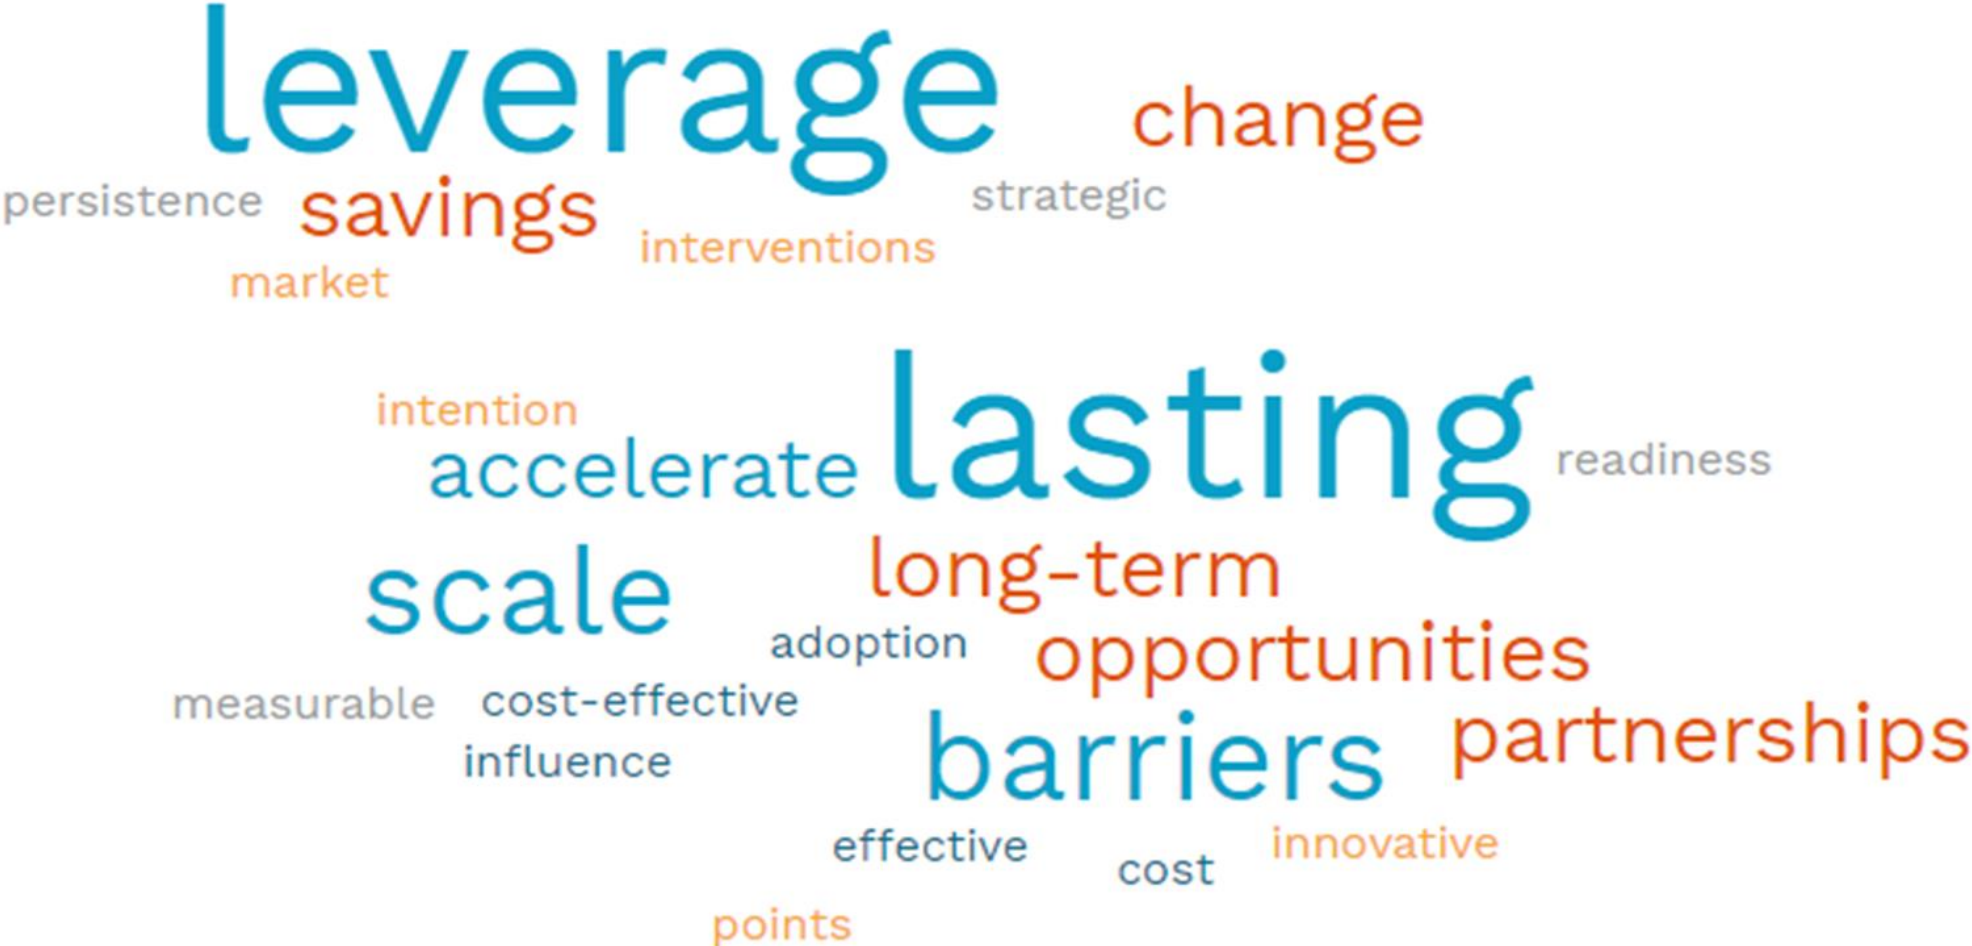 leverage
change
persistence savings strategic
interventions
market
intention
accelerate lasting readiness
scale long-term
adoption opportunities
measurable cost-effective
barriers partnerships
influence
effective cost innovative
points